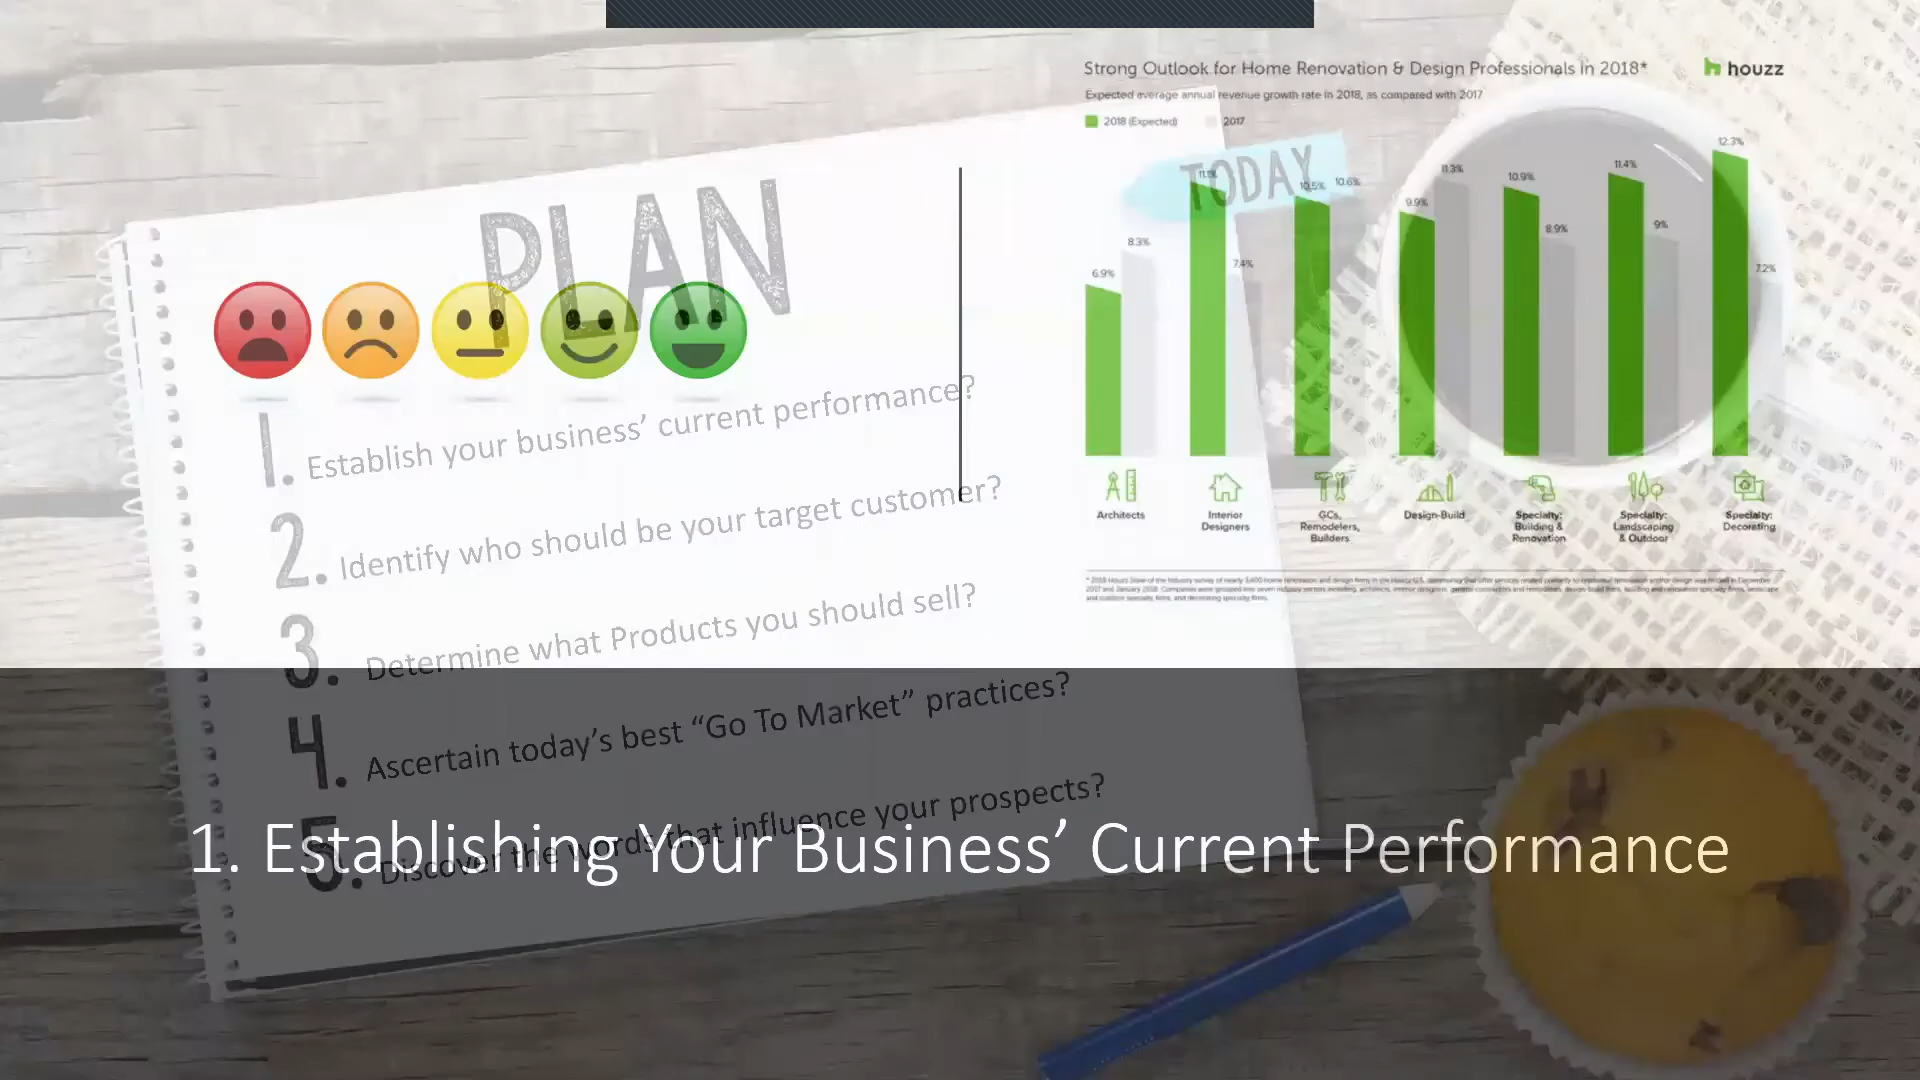 Strong Outlook for Home Renovation & Design Professionals in 2018*
houzz
Expected average annual revenue growth rate in 2018, as compared with 2017
2018 (Expected)
2017
TODAY
PLAN
6.9%
8.3%
7.4%
10.5%
10.6%
9.9%
11.3%
10.9%
8.9%
11.4%
9%
12.3%
7.2%
Architects
Interior
Designers
GCs,
Remodelers,
Builders
Design-Build
Specialty:
Building &
Renovation
Specialty:
Landscaping
& Outdoor
Specialty:
Decorating
1. Establish your business’ current performance?
2. Identify who should be your target customer?
3. Determine what Products you should sell?
4. Ascertain today’s best “Go To Market” practices?
5. Discover the words that influence your prospects?
1. Establishing Your Business’ Current Performance